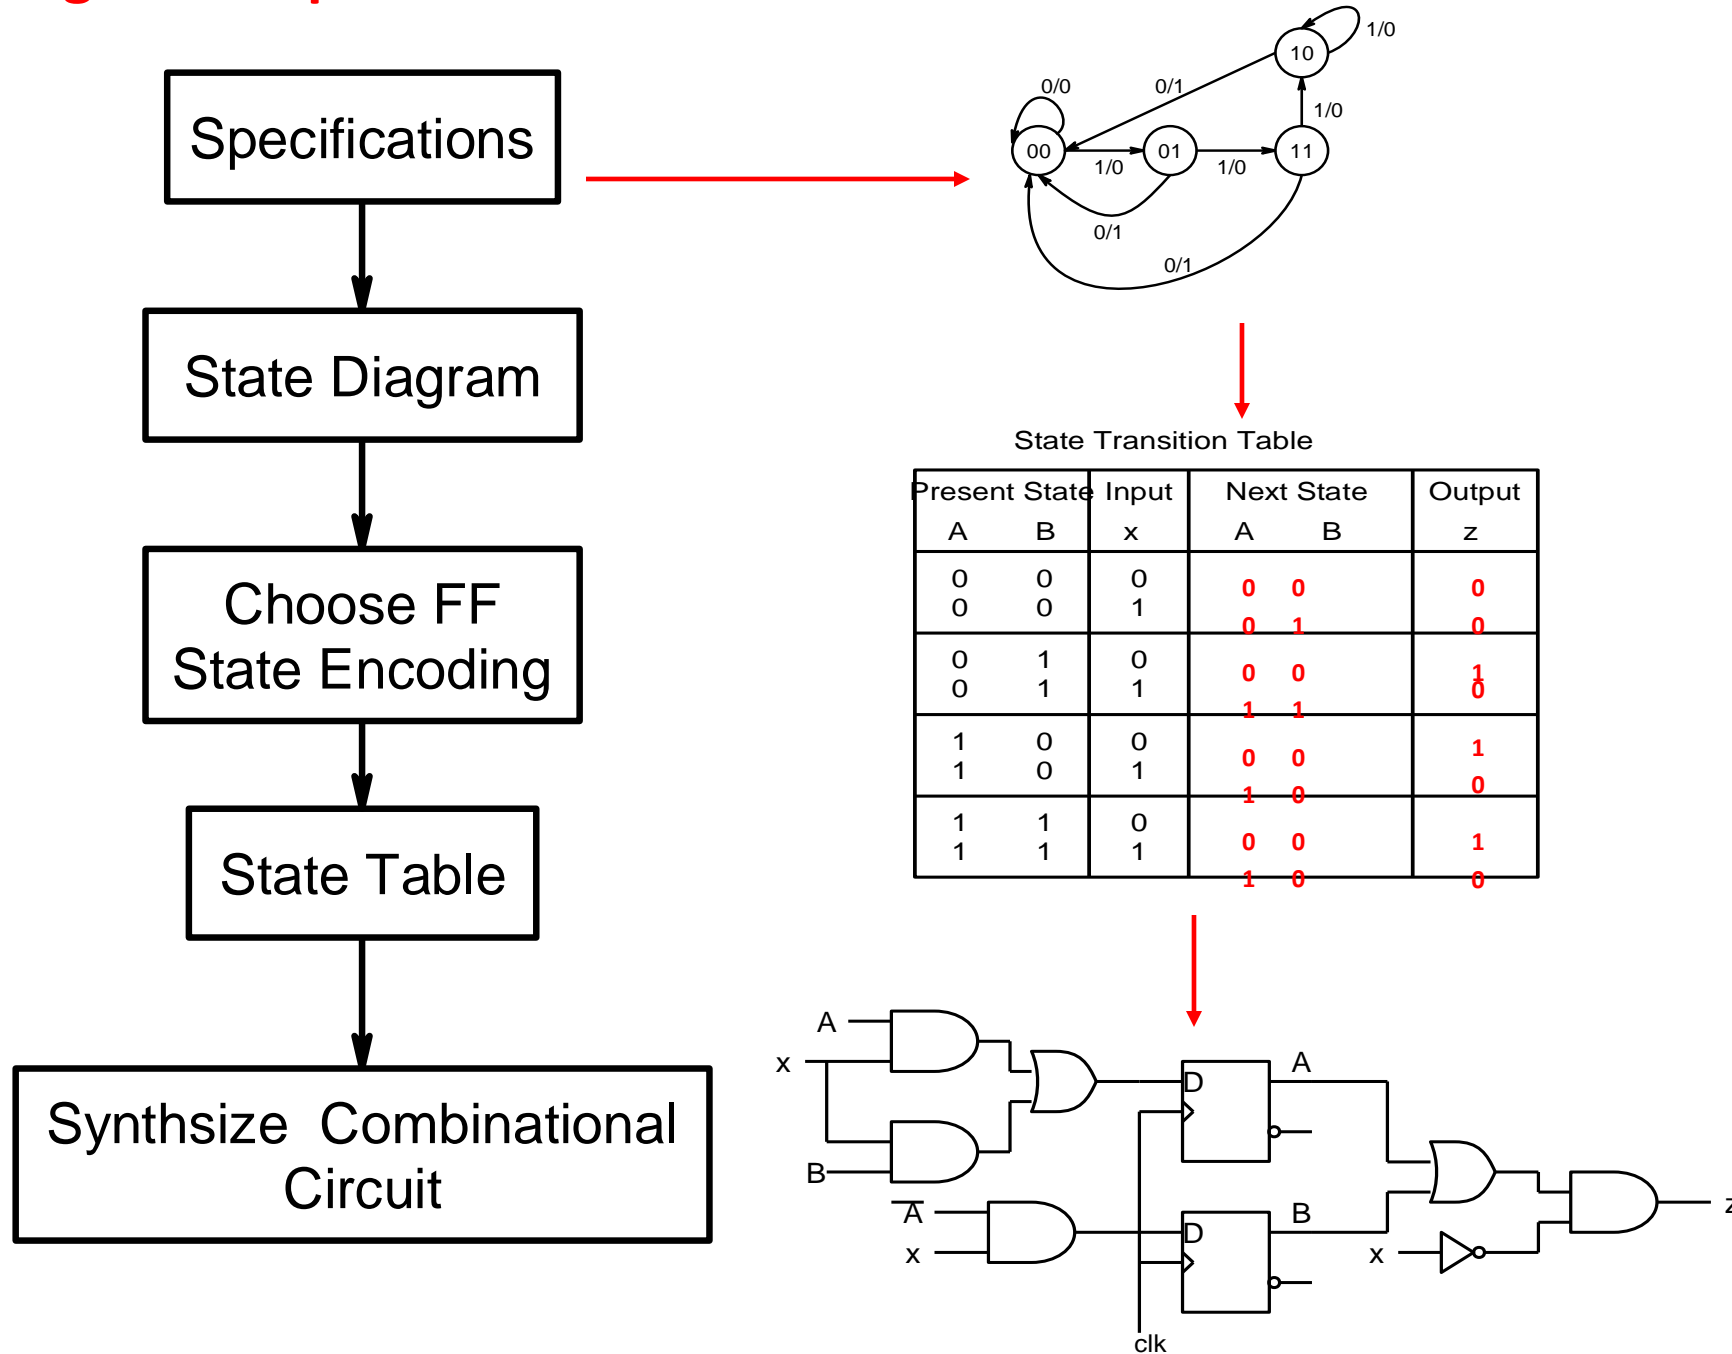 Specifications
State Diagram
Choose FF
State Encoding
State Table
Synthsize Combinational
Circuit
10
1/0
0/0
0/1
1/0
00
01
11
1/0
1/0
0/1
0/1
State Transition Table
Present State Input Next State Output
A B x A B z
0 0 0 0 0 0
0 0 1 0 1 0
0 1 0 0 0 1
0 1 1 1 1 0
1 0 0 0 0 1
1 0 1 1 0 0
1 1 0 0 0 1
1 1 1 1 0 0
A
x
B
A
x
D
A
D
B
x
z
clk